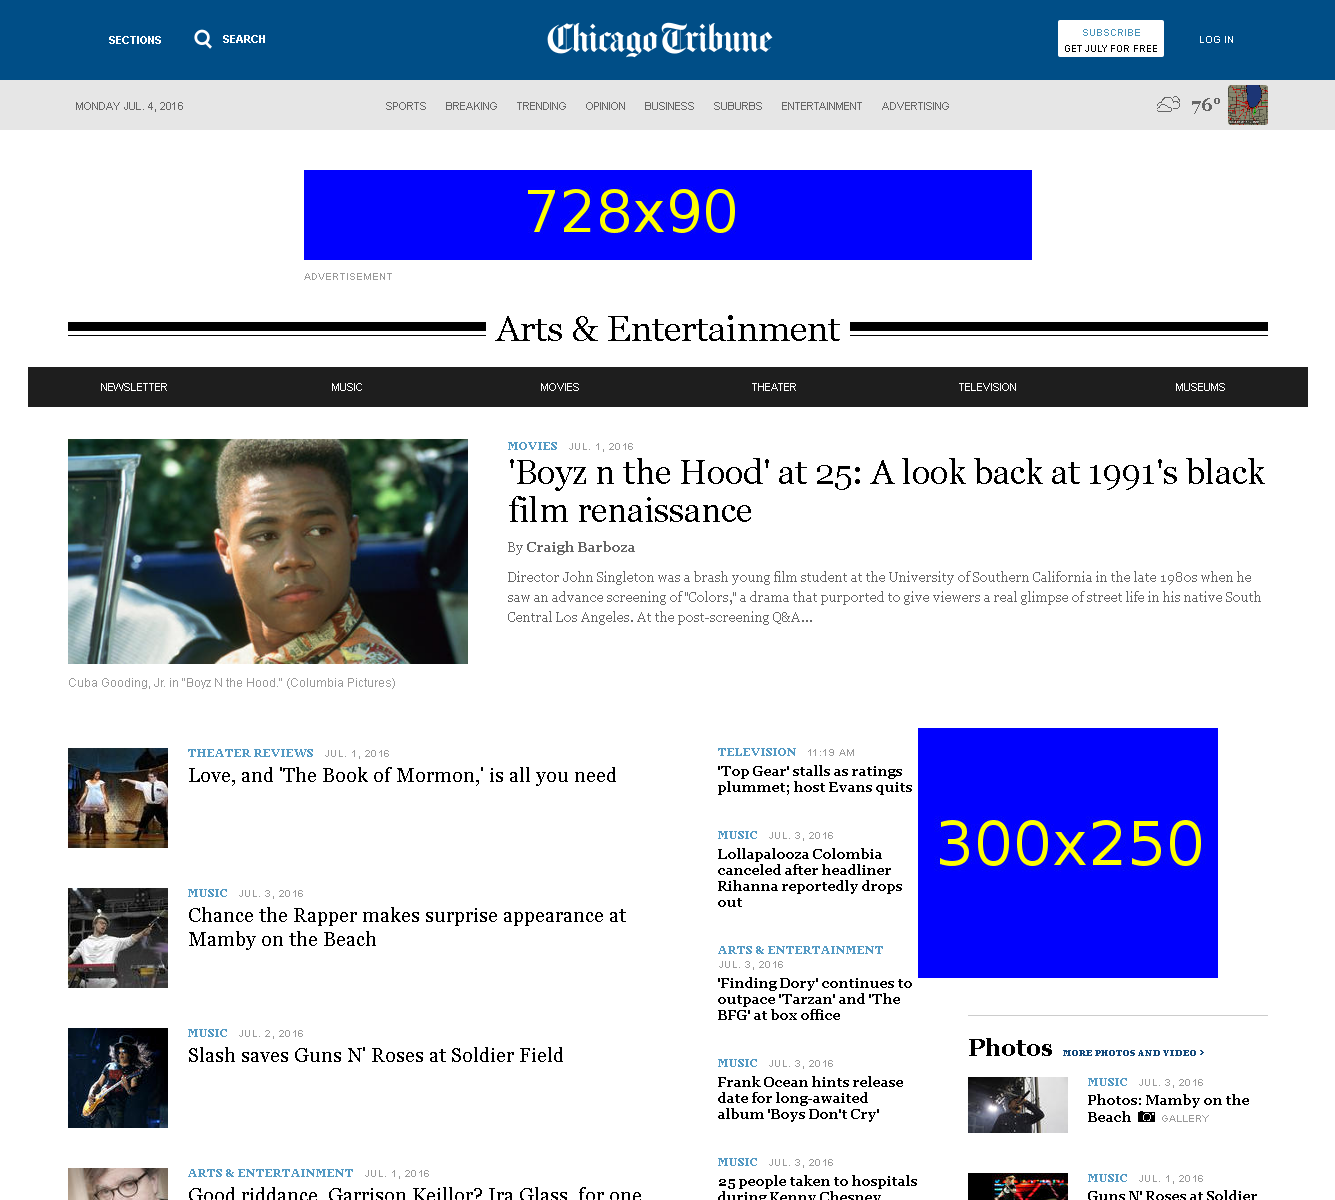 SECTIONS
SEARCH
Chicago Tribune
SUBSCRIBE
GET JULY FOR FREE
LOG IN
MONDAY JUL. 4, 2016
SPORTS BREAKING TRENDING OPINION BUSINESS SUBURBS ENTERTAINMENT ADVERTISING
76°
728x90
ADVERTISEMENT
Arts & Entertainment
NEWSLETTER MUSIC MOVIES THEATER TELEVISION MUSEUMS
MOVIES JUL. 1, 2016
'Boyz n the Hood' at 25: A look back at 1991's black
film renaissance
By Craigh Barboza
Director John Singleton was a brash young film student at the University of Southern California in the late 1980s when he
saw an advance screening of "Colors," a drama that purported to give viewers a real glimpse of street life in his native South
Central Los Angeles. At the post-screening Q&A...
Cuba Gooding, Jr. in "Boyz N the Hood." (Columbia Pictures)
THEATER REVIEWS JUL. 1, 2016
Love, and 'The Book of Mormon,' is all you need
MUSIC JUL. 3, 2016
Chance the Rapper makes surprise appearance at
Mamby on the Beach
MUSIC JUL. 2, 2016
Slash saves Guns N' Roses at Soldier Field
ARTS & ENTERTAINMENT JUL. 1, 2016
Good riddance, Garrison Keillor? Ira Glass, for one
TELEVISION 11:19 AM
'Top Gear' stalls as ratings
plummet; host Evans quits
MUSIC JUL. 3, 2016
Lollapalooza Colombia
canceled after headliner
Rihanna reportedly drops
out
ARTS & ENTERTAINMENT
JUL. 3, 2016
'Finding Dory' continues to
outpace 'Tarzan' and 'The
BFG' at box office
MUSIC JUL. 3, 2016
Frank Ocean hints release
date for long-awaited
album 'Boys Don't Cry'
MUSIC JUL. 3, 2016
25 people taken to hospitals
during Kenny Chesney
300x250
Photos MORE PHOTOS AND VIDEO >
MUSIC JUL. 3, 2016
Photos: Mamby on the
Beach GALLERY
MUSIC JUL. 1, 2016
Guns N' Roses at Soldier